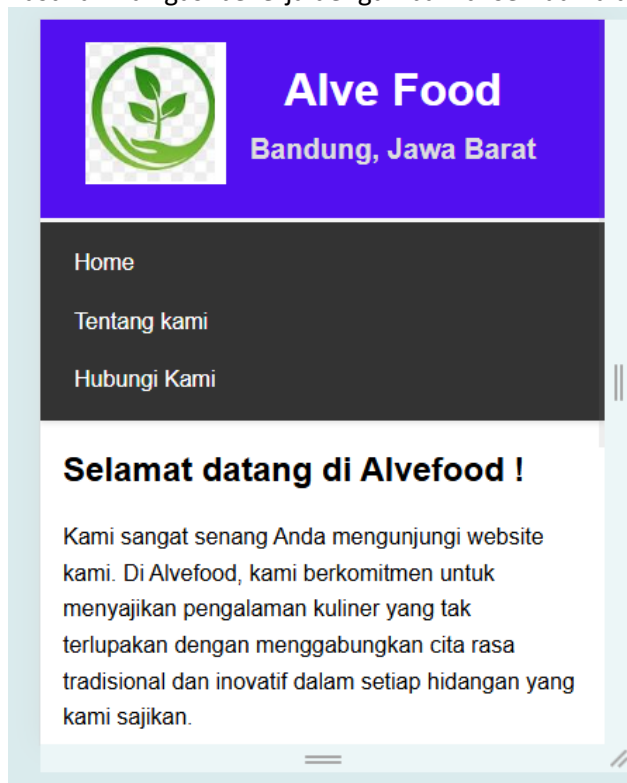 Alve Food
Bandung, Jawa Barat
Home
Tentang kami
Hubungi Kami
Selamat datang di Alvefood !
Kami sangat senang Anda mengunjungi website
kami. Di Alvefood, kami berkomitmen untuk
menyajikan pengalaman kuliner yang tak
terlupakan dengan menggabungkan cita rasa
tradisional dan inovatif dalam setiap hidangan yang
kami sajikan.